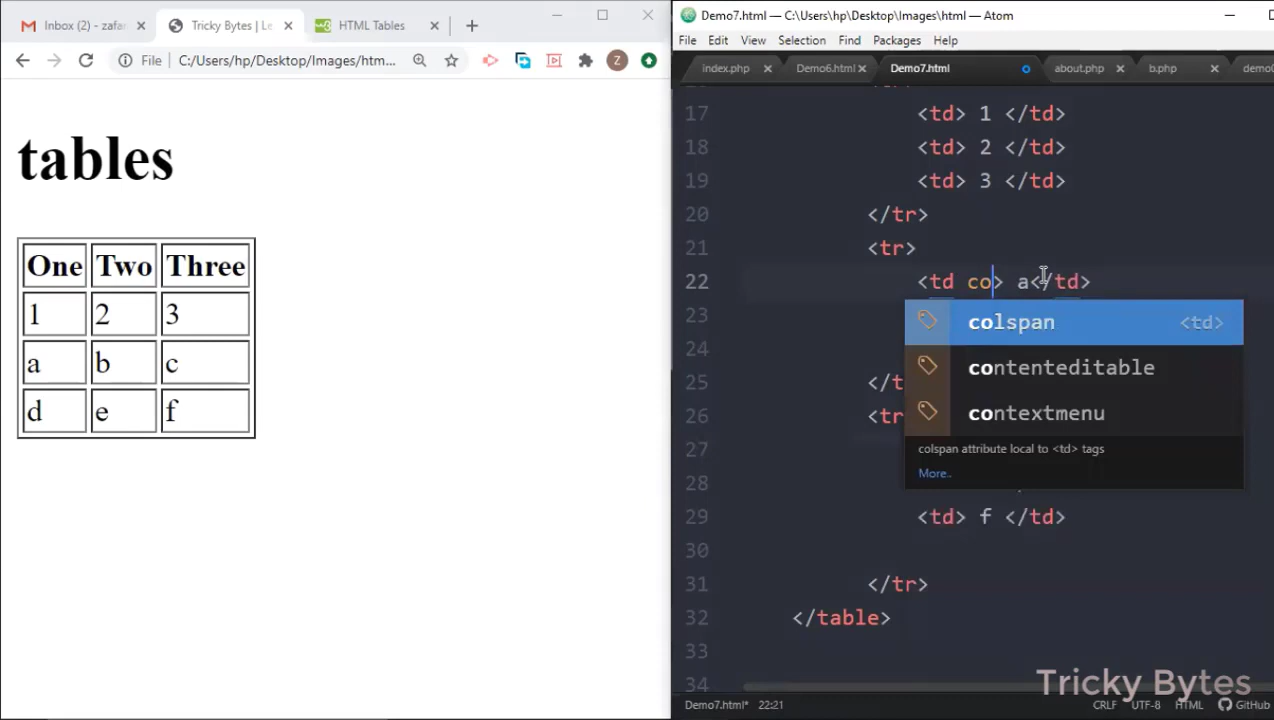 Inbox (2) - zafar
Tricky Bytes | Le
HTML Tables
File
C:/Users/hp/Desktop/Images/htm...
Z
tables
One Two Three
1 2 3
a b c
d e f
Demo7.html — C:\Users\hp\Desktop\Images\html — Atom
File Edit View Selection Find Packages Help
index.php Demo6.html Demo7.html about.php b.php
17 <td> 1 </td>
18 <td> 2 </td>
19 <td> 3 </td>
20 </tr>
21 <tr>
22 <td co> a</td>
colspan <td>
contenteditable
contextmenu
colspan attribute local to <td> tags
More..
23
24
25 </t
26 <tr
27
28
29 <td> f </td>
30
31 </tr>
32 </table>
33
34
Tricky Bytes
Demo7.html* 22:21 CRLF UTF-8 HTML GitHub